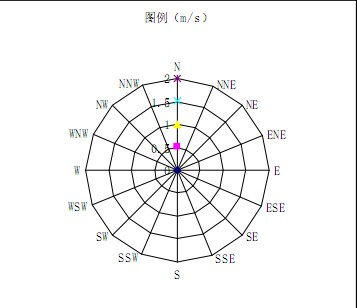 图例（m/s）
N
NNW 2 NNE
NW 1.5 NE
WNW 1 ENE
0.5
W 0 E
WSW ESE
SW SE
SSW SSE
S